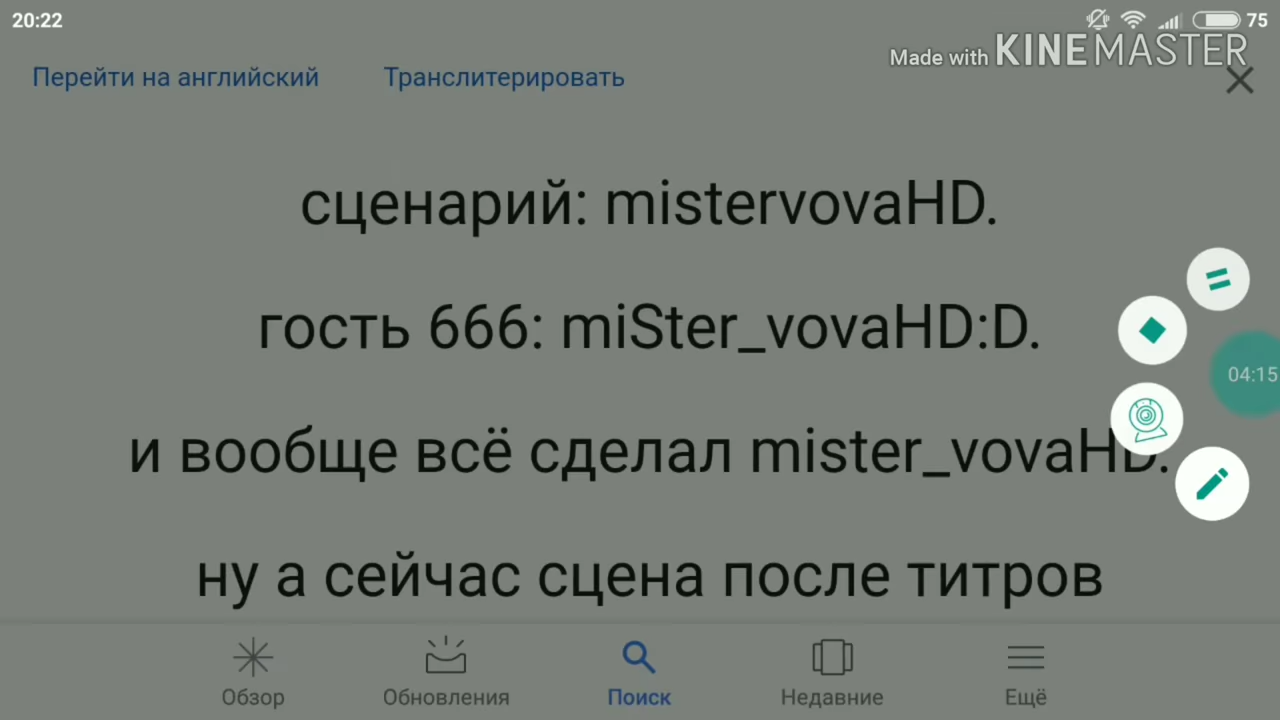 20:22
75
Made with KINEMASTER
Перейти на английский
Транслитерировать
сценарий: mistervovaHD.
гость 666: miSter_vovaHD:D.
04:15
и вообще всё сделал mister_vovaHD.
ну а сейчас сцена после титров
Обзор
Обновления
Поиск
Недавние
Ещё